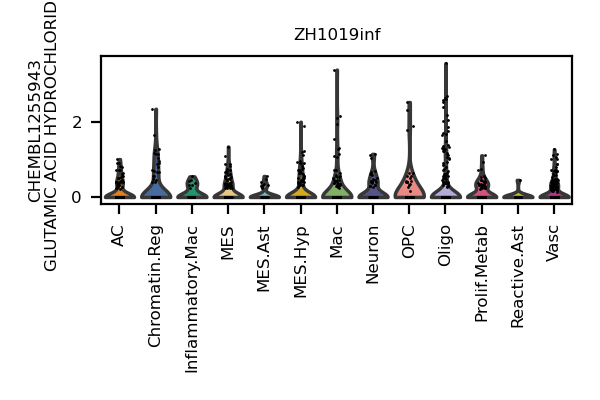 ZH1019inf
CHEMBL1255943
GLUTAMIC ACID HYDROCHLORID
2
0
AC
Chromatin.Reg
Inflammatory.Mac
MES
MES.Ast
MES.Hyp
Mac
Neuron
OPC
Oligo
Prolif.Metab
Reactive.Ast
Vasc